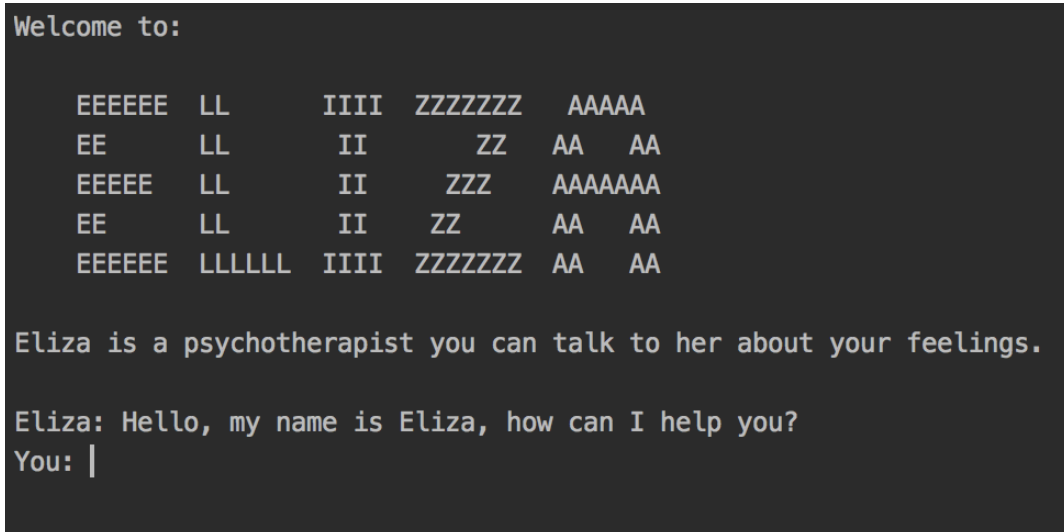 Welcome to:
    EEEEEE  LL      IIII  ZZZZZZZ   AAAAA
    EE      LL       II       ZZ   AA   AA
    EEEEE   LL       II     ZZZ    AAAAAAA
    EE      LL       II    ZZ      AA   AA
    EEEEEE  LLLLLL  IIII  ZZZZZZZ  AA   AA
Eliza is a psychotherapist you can talk to her about your feelings.
Eliza: Hello, my name is Eliza, how can I help you?
You: